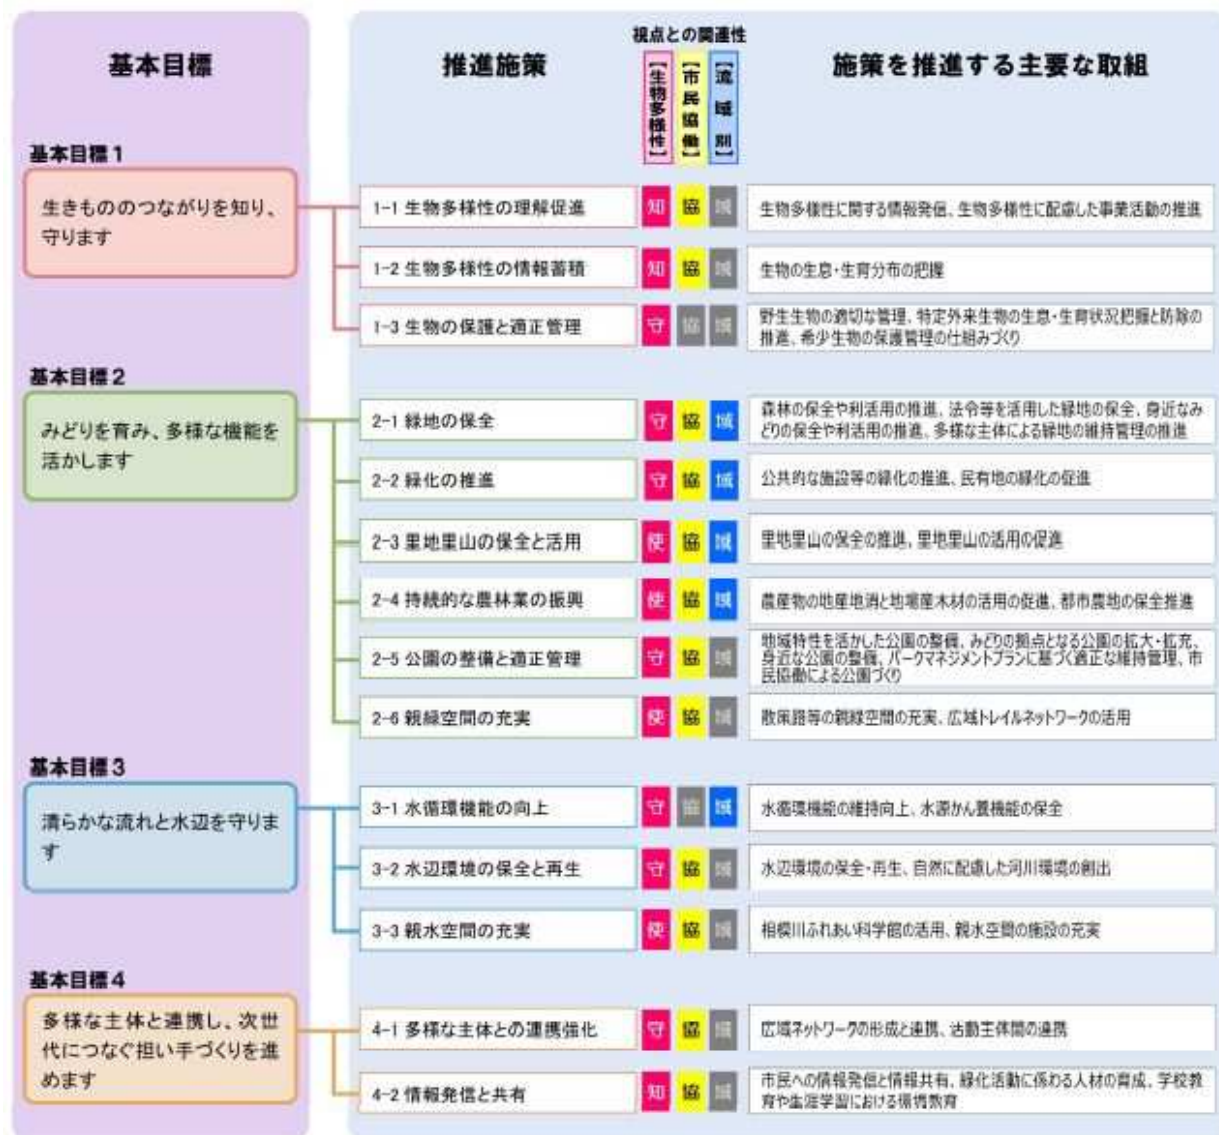 基本目標
推進施策
視点との関連性
【生物多様性】
【市民協働】
【流域別】
施策を推進する主要な取組
基本目標1
生きもののつながりを知り、
守ります
1-1 生物多様性の理解促進
知 協 域
生物多様性に関する情報発信、生物多様性に配慮した事業活動の推進
1-2 生物多様性の情報蓄積
知 協 域
生物の生息・生育分布の把握
1-3 生物の保護と適正管理
守 協 域
野生生物の適切な管理、特定外来生物の生息・生育状況把握と防除の
推進、希少生物の保護管理の仕組みづくり
基本目標2
みどりを育み、多様な機能を
活かします
2-1 緑地の保全
守 協 域
森林の保全や利活用の推進、法令等を活用した緑地の保全、身近なみ
どりの保全や利活用の推進、多様な主体による緑地の維持管理の推進
2-2 緑化の推進
守 協 域
公共的な施設等の緑化の推進、民有地の緑化の促進
2-3 里地里山の保全と活用
使 協 域
里地里山の保全の推進、里地里山の活用の促進
2-4 持続的な農林業の振興
使 協 域
農産物の地産地消と地場産木材の活用の促進、都市農地の保全推進
2-5 公園の整備と適正管理
守 協 域
地域特性を活かした公園の整備、みどりの拠点となる公園の拡大・拡充、
身近な公園の整備、パークマネジメントプランに基づく適正な維持管理、市
民協働による公園づくり
2-6 親緑空間の充実
使 協 域
散策路等の親緑空間の充実、広域トレイルネットワークの活用
基本目標3
清らかな流れと水辺を守りま
す
3-1 水循環機能の向上
守 協 域
水循環機能の維持向上、水源かん養機能の保全
3-2 水辺環境の保全と再生
守 協 域
水辺環境の保全・再生、自然に配慮した河川環境の創出
3-3 親水空間の充実
使 協 域
相模川ふれあい科学館の活用、親水空間の施設の充実
基本目標4
多様な主体と連携し、次世
代につなぐ担い手づくりを進
めます
4-1 多様な主体との連携強化
守 協 域
広域ネットワークの形成と連携、活動主体間の連携
4-2 情報発信と共有
知 協 域
市民への情報発信と情報共有、緑化活動に係わる人材の育成、学校教
育や生涯学習における環境教育